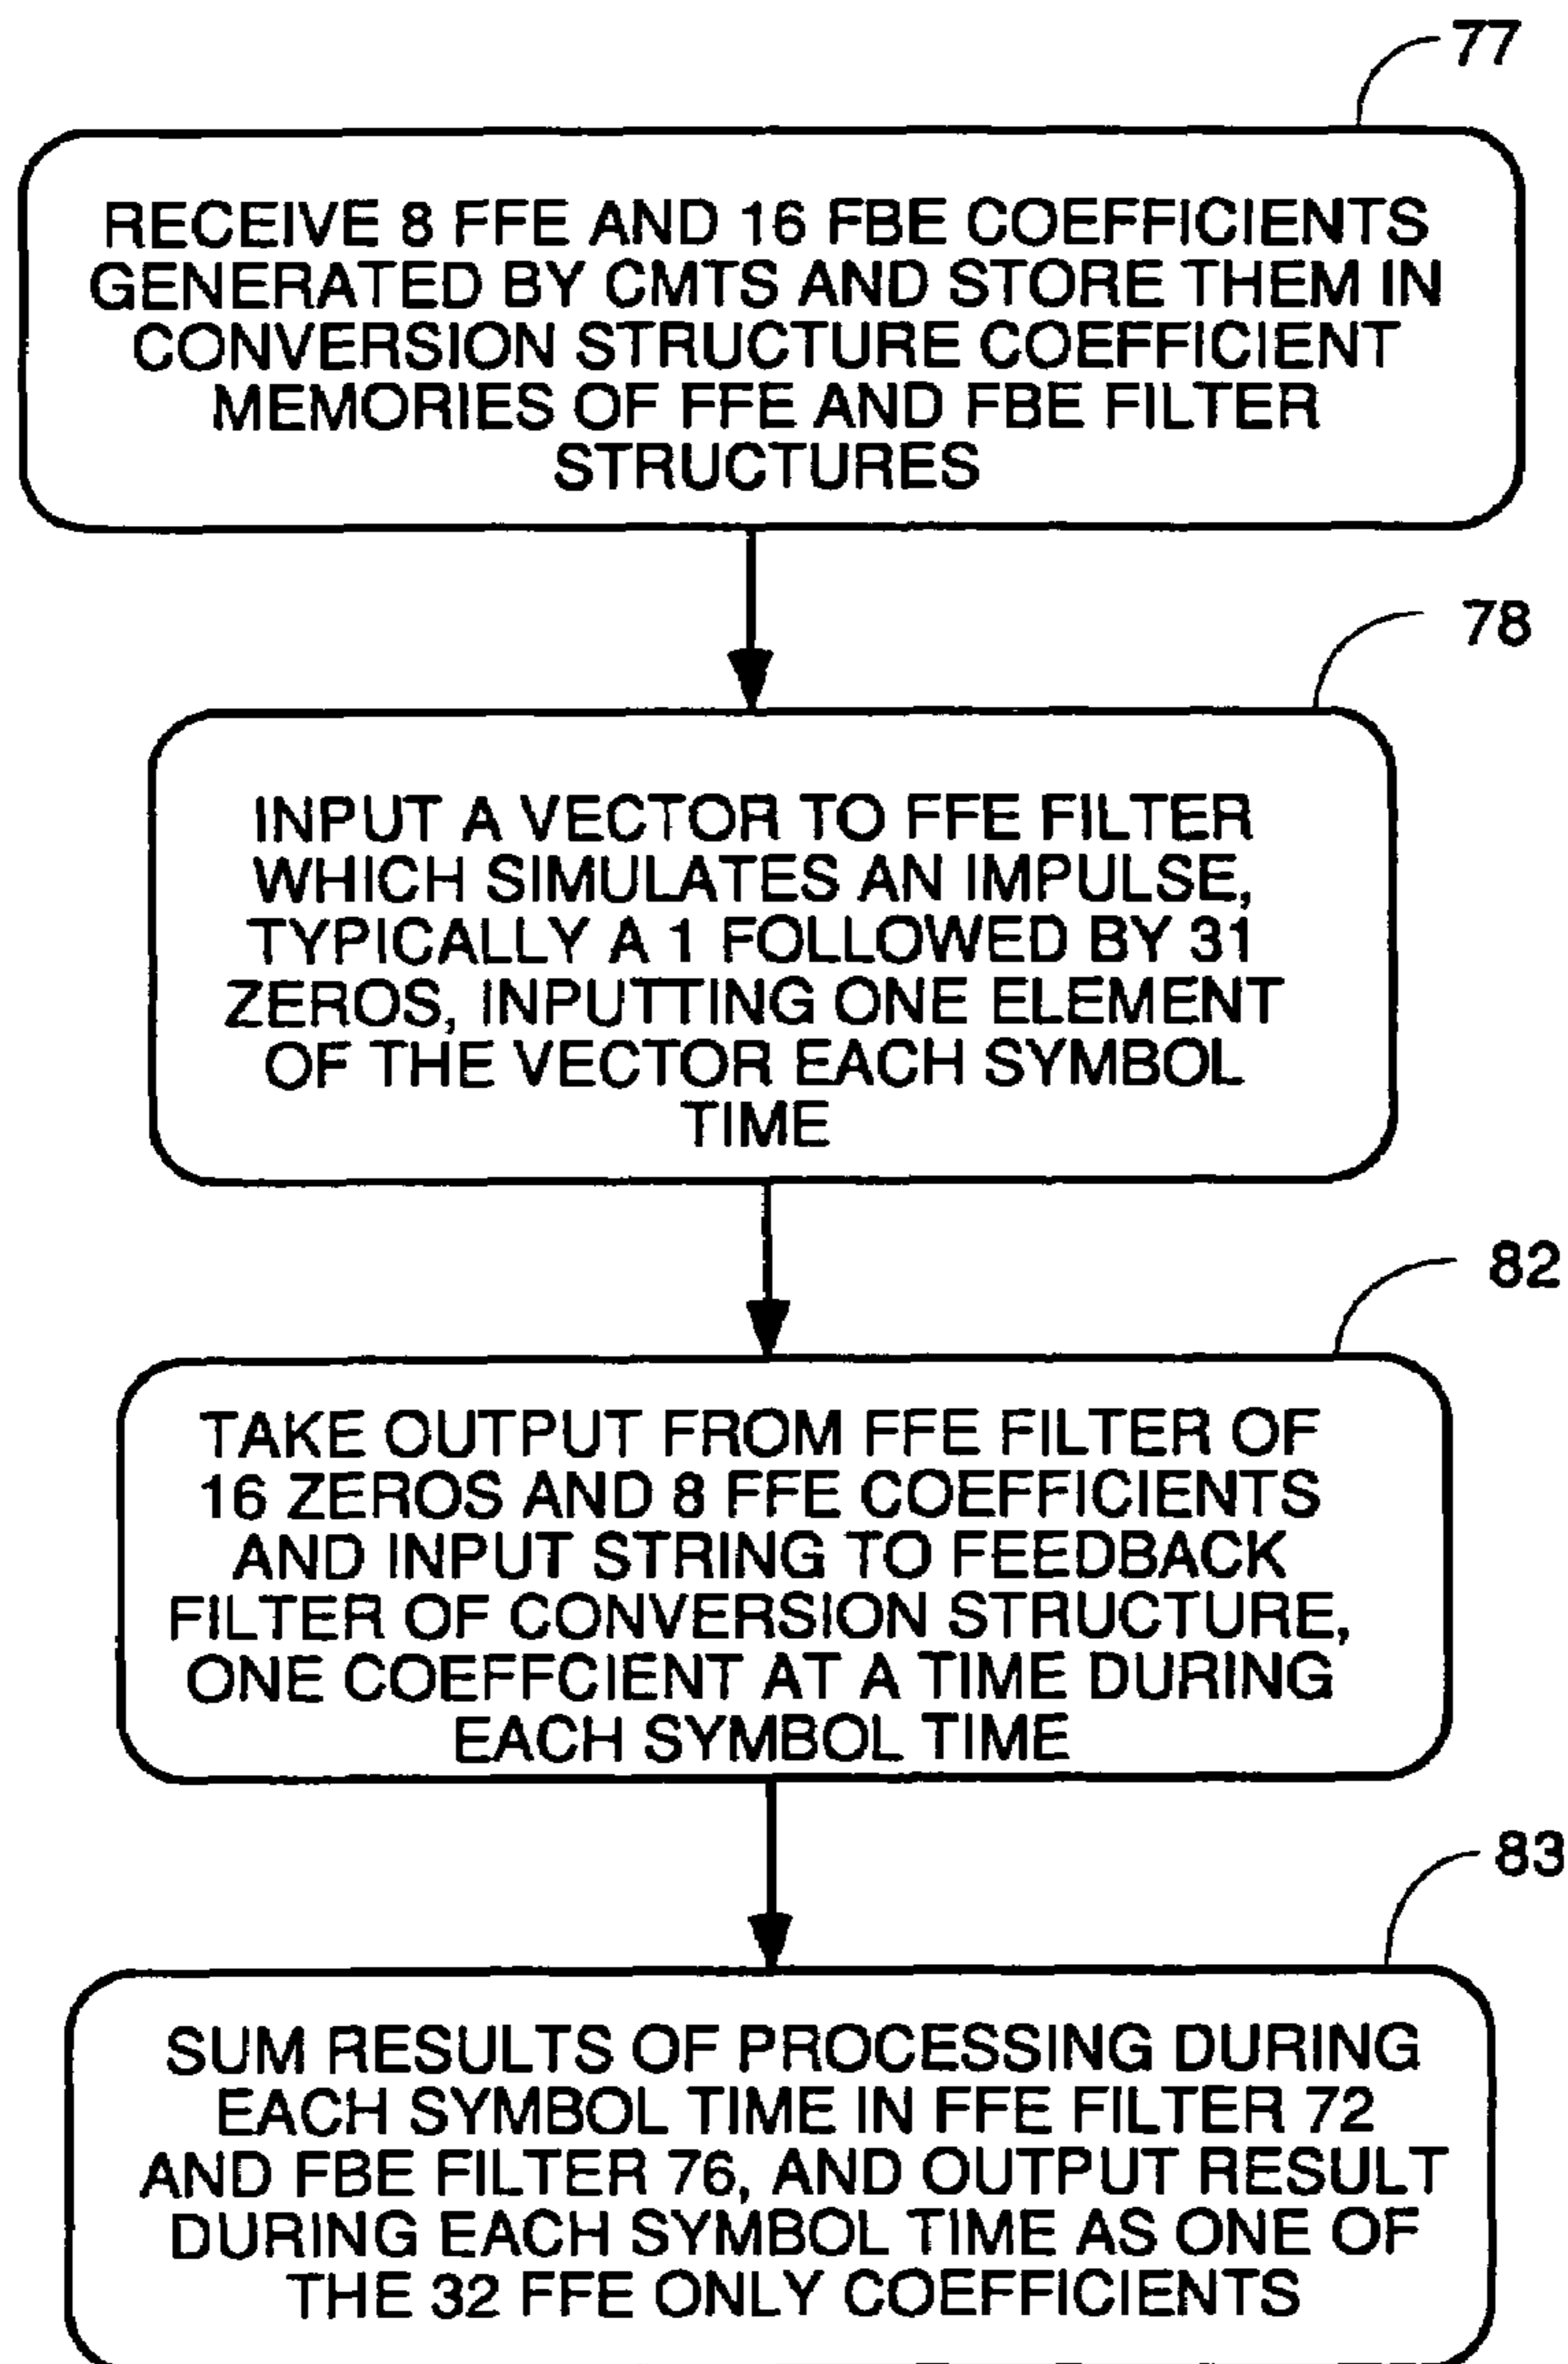 77
RECEIVE 8 FFE AND 16 FBE COEFFICIENTS
GENERATED BY CMTS AND STORE THEM IN
CONVERSION STRUCTURE COEFFICIENT
MEMORIES OF FFE AND FBE FILTER
STRUCTURES
78
INPUT A VECTOR TO FFE FILTER
WHICH SIMULATES AN IMPULSE,
TYPICALLY A 1 FOLLOWED BY 31
ZEROS, INPUTTING ONE ELEMENT
OF THE VECTOR EACH SYMBOL
TIME
82
TAKE OUTPUT FROM FFE FILTER OF
16 ZEROS AND 8 FFE COEFFICIENTS
AND INPUT STRING TO FEEDBACK
FILTER OF CONVERSION STRUCTURE,
ONE COEFFCIENT AT A TIME DURING
EACH SYMBOL TIME
83
SUM RESULTS OF PROCESSING DURING
EACH SYMBOL TIME IN FFE FILTER 72
AND FBE FILTER 76, AND OUTPUT RESULT
DURING EACH SYMBOL TIME AS ONE OF
THE 32 FFE ONLY COEFFICIENTS